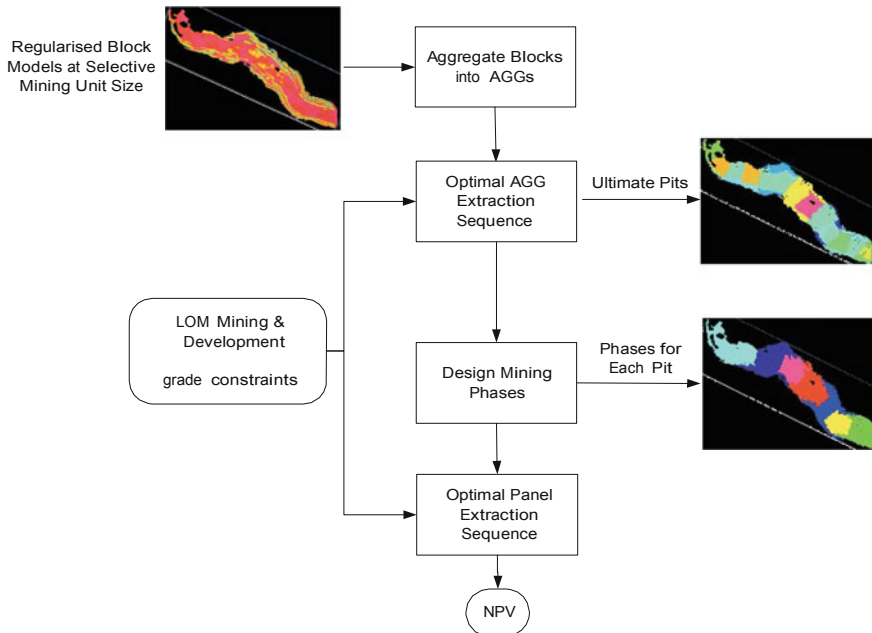 Regularised Block
Models at Selective
Mining Unit Size
Aggregate Blocks
into AGGs
Optimal AGG
Extraction
Sequence
Ultimate Pits
LOM Mining &
Development
grade constraints
Design Mining
Phases
Phases for
Each Pit
Optimal Panel
Extraction
Sequence
NPV